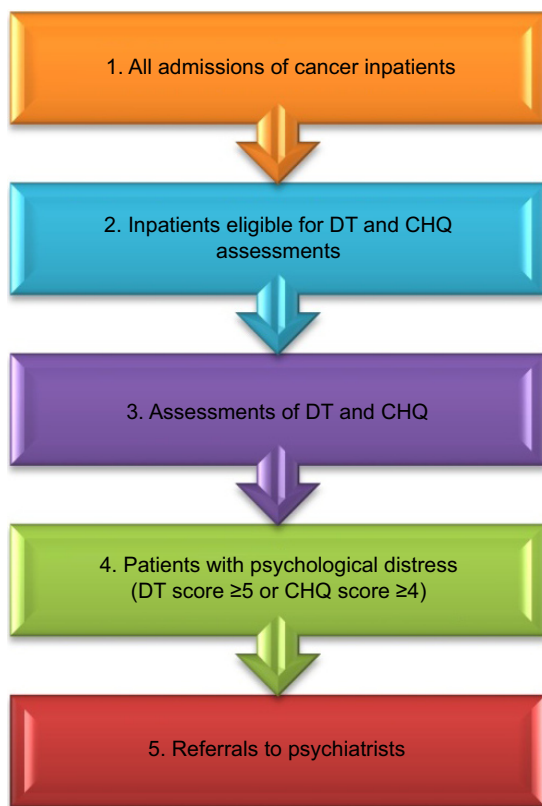 1. All admissions of cancer inpatients
2. Inpatients eligible for DT and CHQ
assessments
3. Assessments of DT and CHQ
4. Patients with psychological distress
(DT score ≥5 or CHQ score ≥4)
5. Referrals to psychiatrists